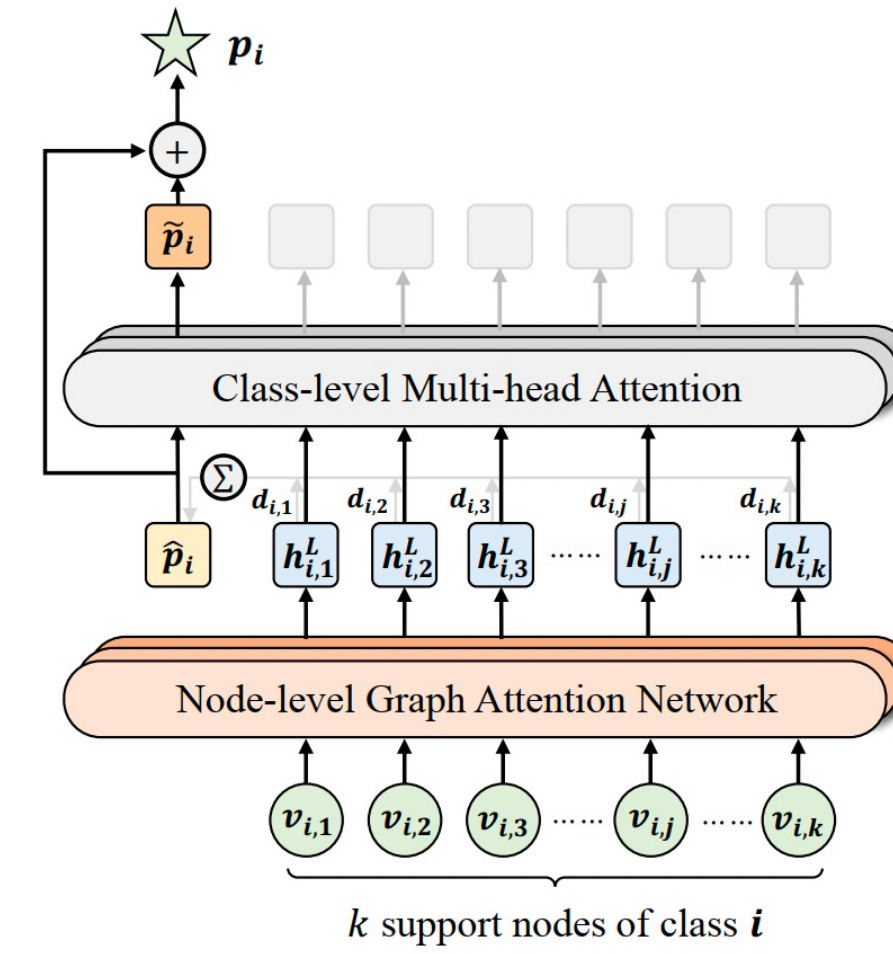 p_i
+
p̃_i
Class-level Multi-head Attention
Σ
d_{i,1} d_{i,2} d_{i,3} d_{i,j} d_{i,k}
p̂_i h^L_{i,1} h^L_{i,2} h^L_{i,3} …… h^L_{i,j} …… h^L_{i,k}
Node-level Graph Attention Network
v_{i,1} v_{i,2} v_{i,3} …… v_{i,j} …… v_{i,k}
k support nodes of class i